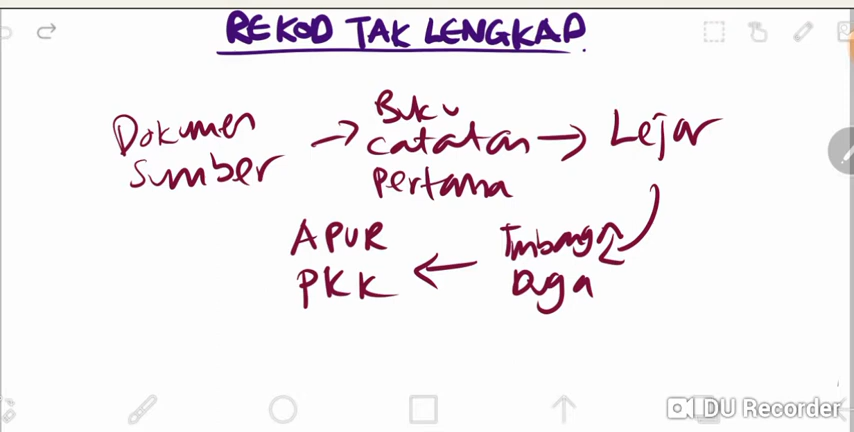 REKOD TAK LENGKAP.
Dokumen
Sumber
Buku
Catatan
Pertama
Lejar
Imbangan
Duga
APUR
PKK
DU Recorder